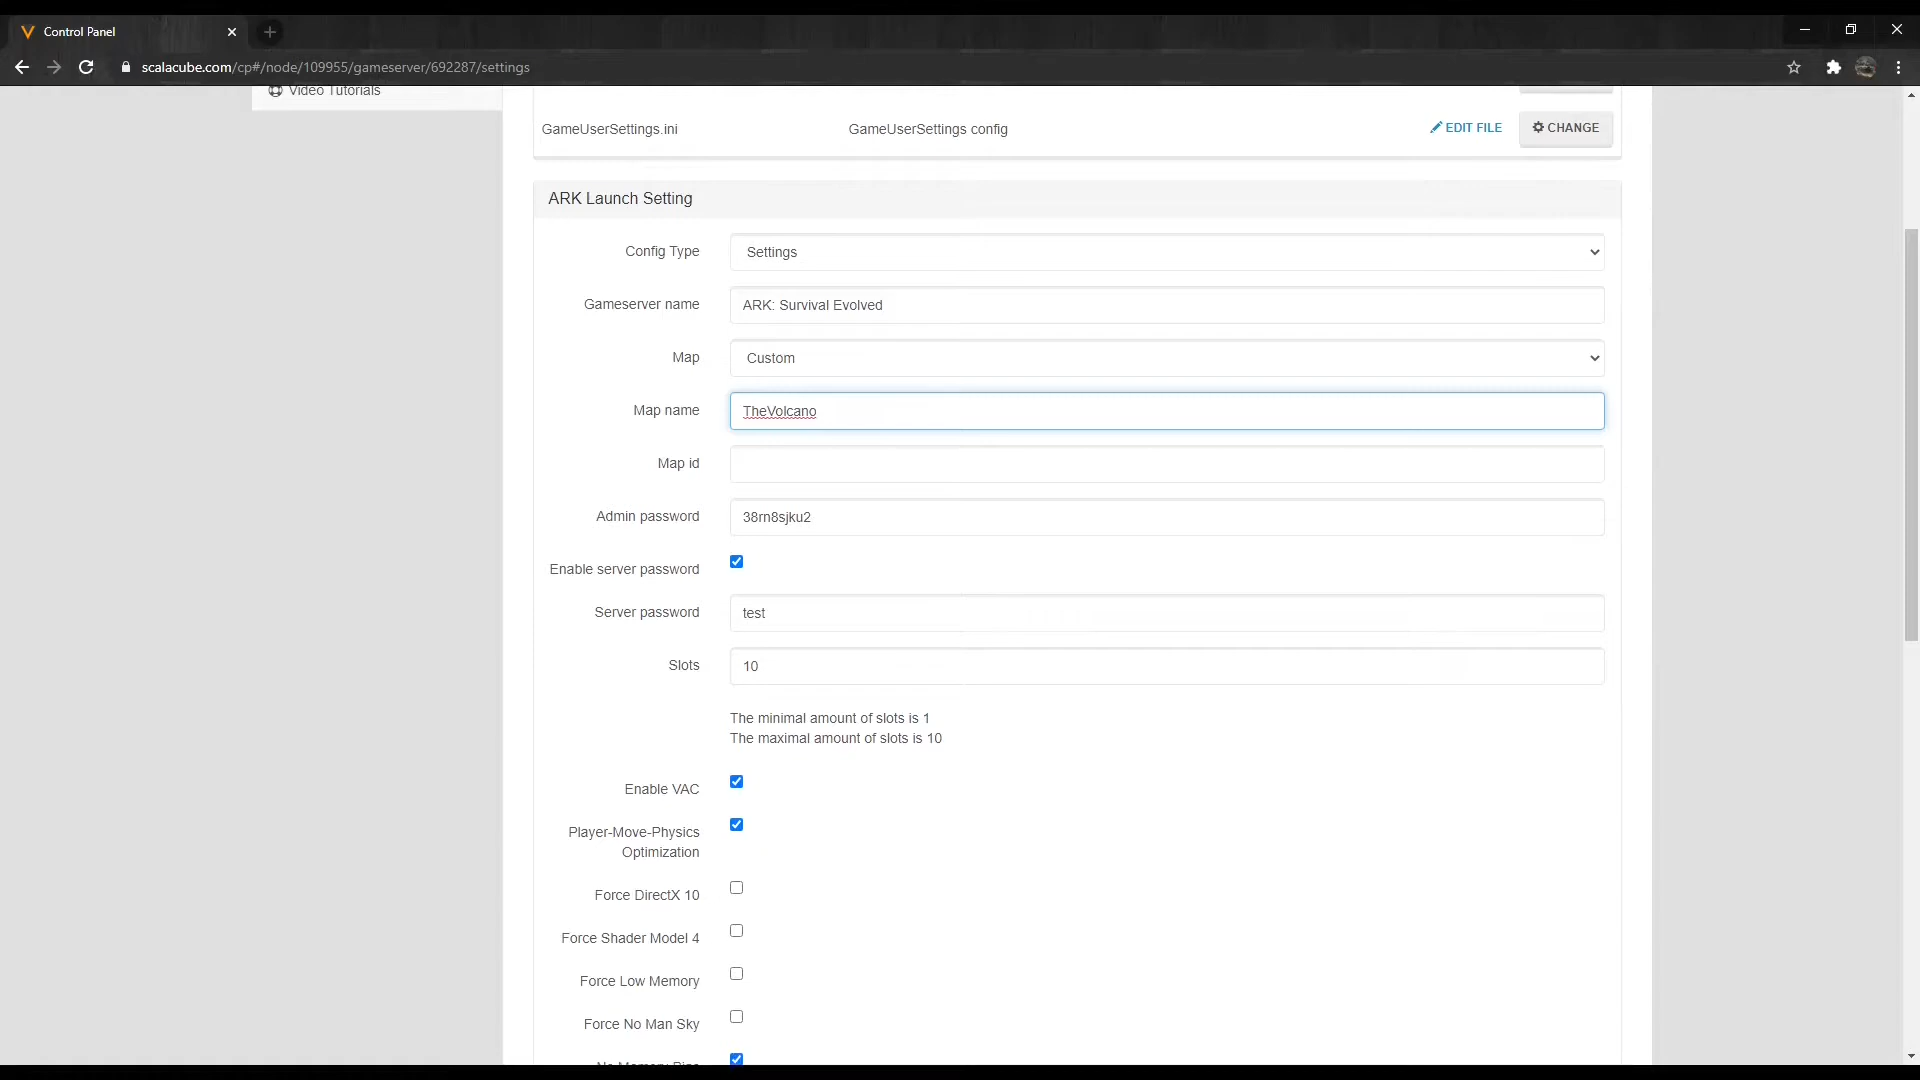 Control Panel
scalacube.com/cp#/node/109955/gameserver/692287/settings
Video Tutorials
GameUserSettings.ini GameUserSettings config EDIT FILE CHANGE
ARK Launch Setting
Config Type Settings
Gameserver name ARK: Survival Evolved
Map Custom
Map name TheVolcano
Map id
Admin password 38rn8sjku2
Enable server password
Server password test
Slots 10
The minimal amount of slots is 1
The maximal amount of slots is 10
Enable VAC
Player-Move-Physics
Optimization
Force DirectX 10
Force Shader Model 4
Force Low Memory
Force No Man Sky
No Memory Bias